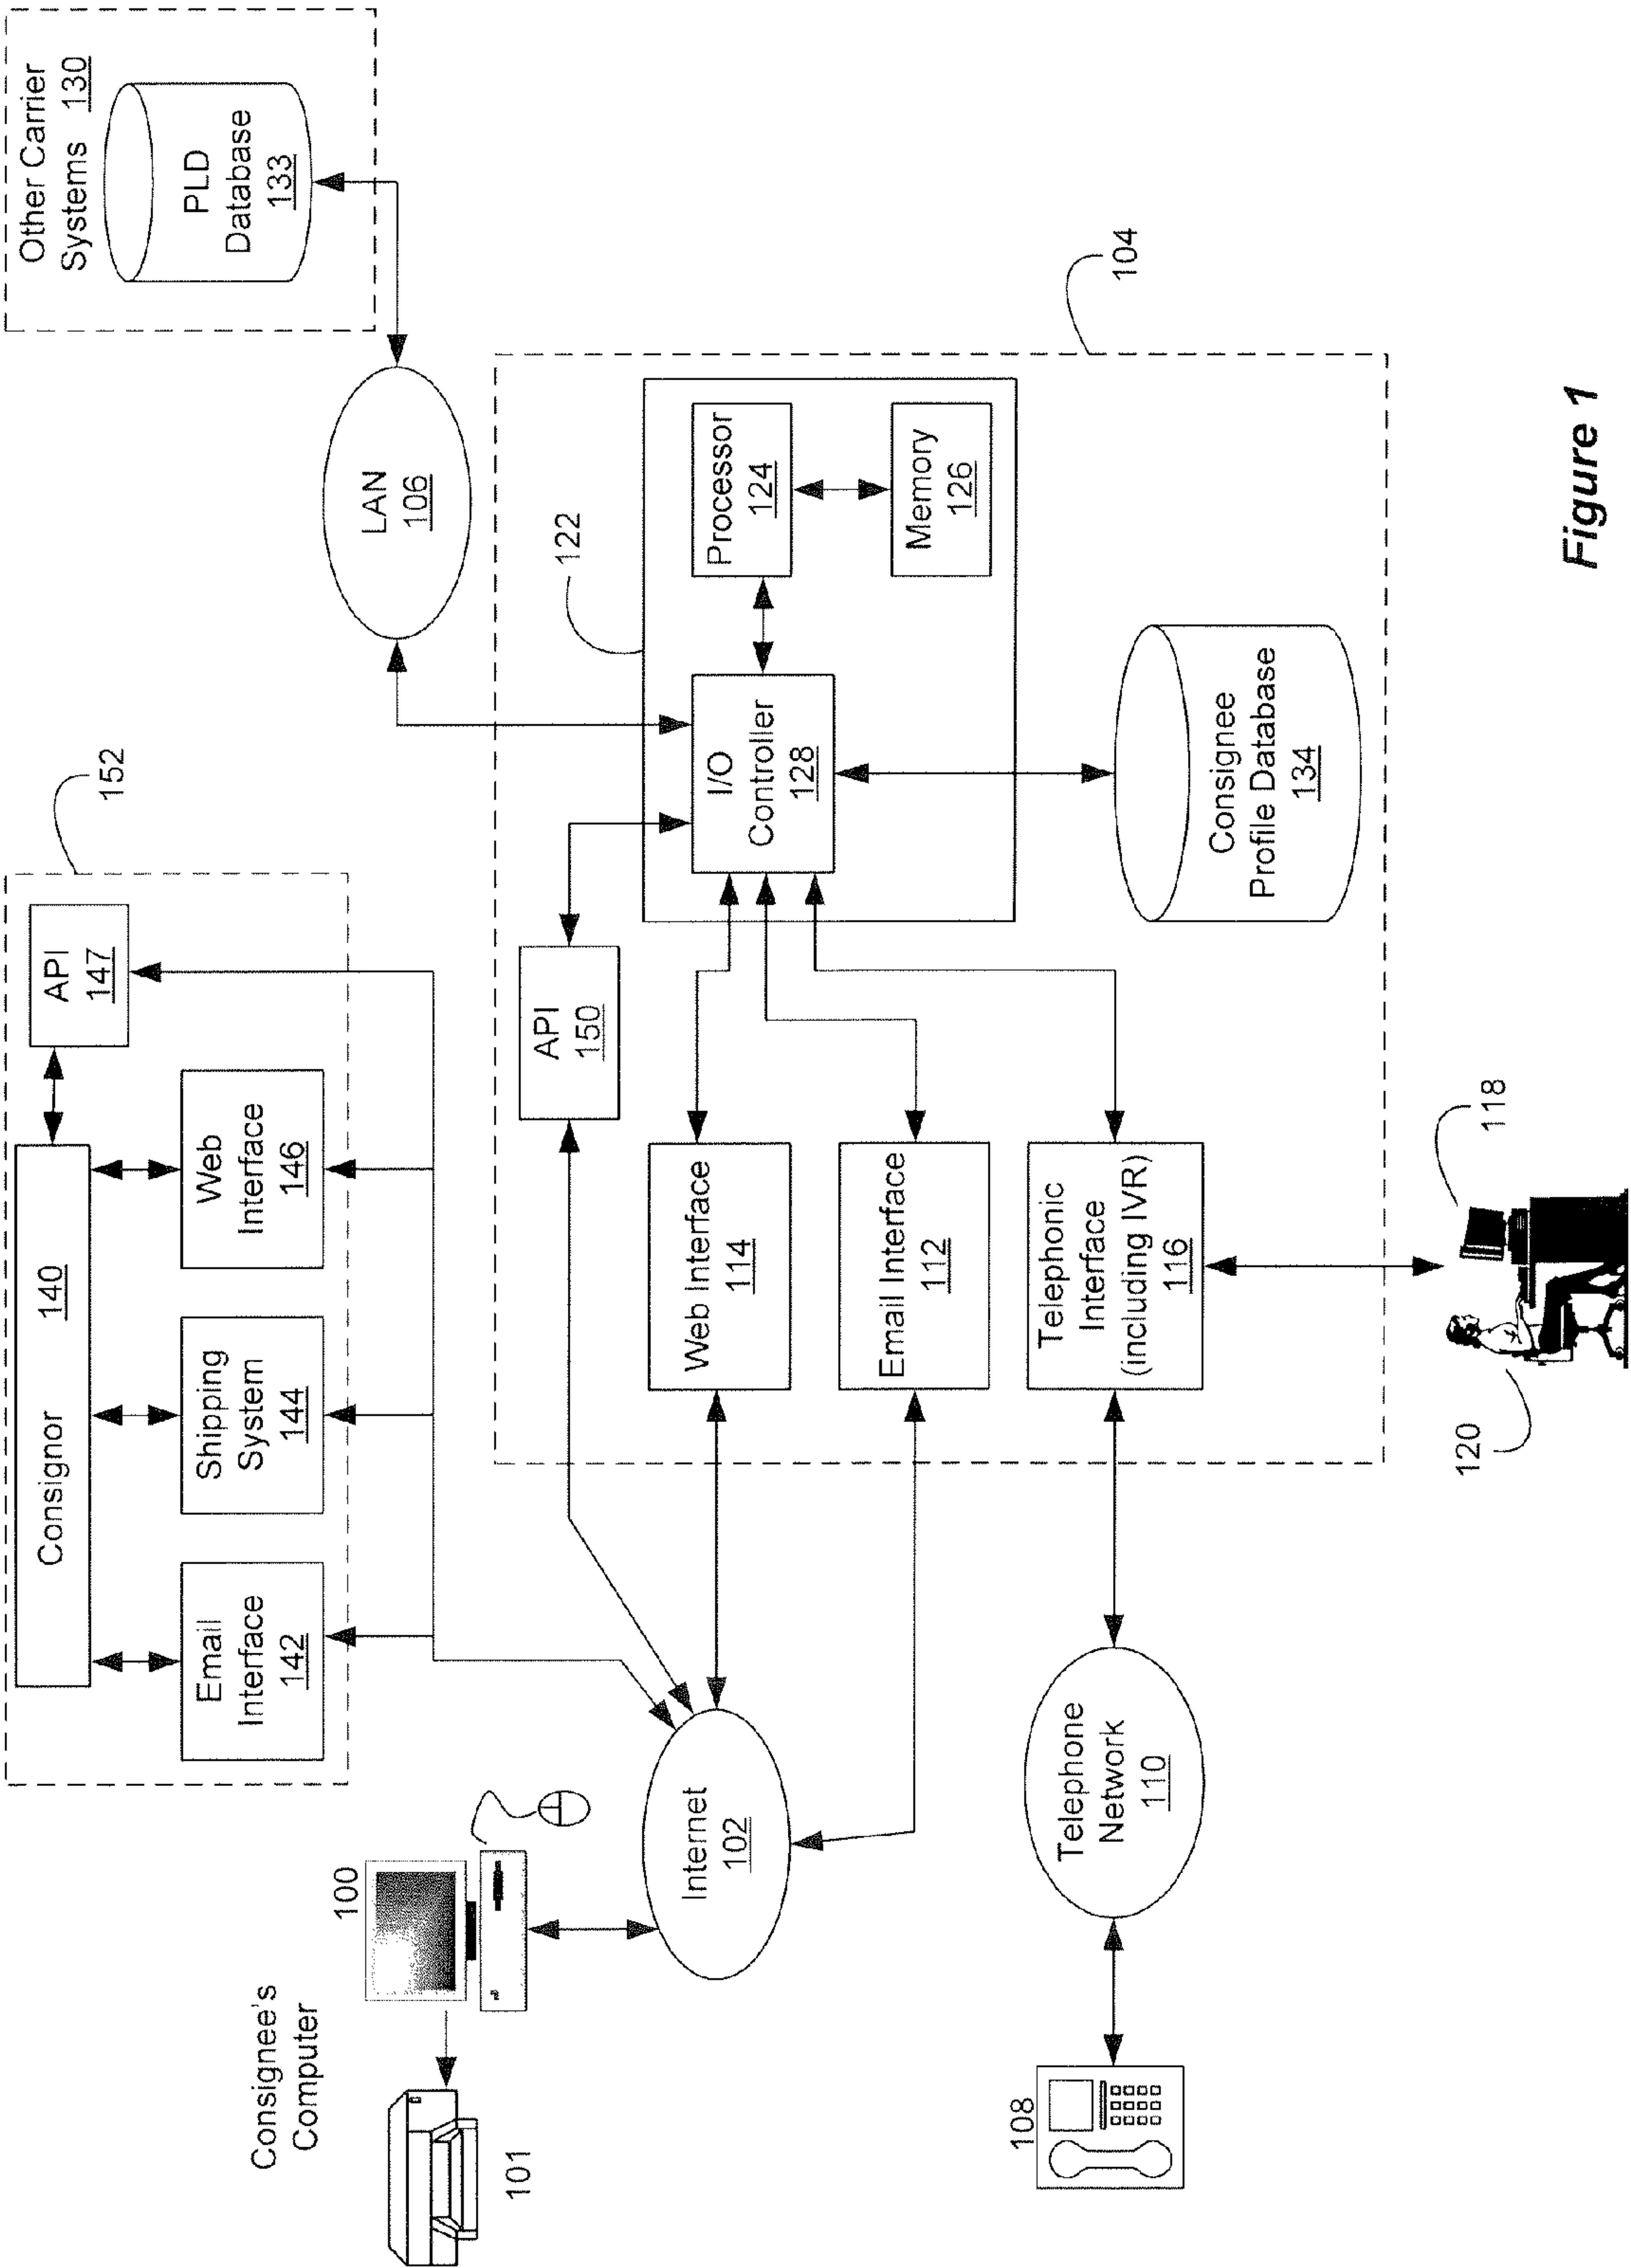 Consignee's
Computer
100
101
108
Internet
102
Telephone
Network
110
152
Consignor
140
Email
Interface
142
Shipping
System
144
Web
Interface
146
API
147
API
150
Web Interface
114
Email Interface
112
Telephonic
Interface
(including IVR)
116
118
120
122
I/O
Controller
128
Processor
124
Memory
126
Consignee
Profile Database
134
104
LAN
106
Other Carrier
Systems 130
PLD
Database
133
Figure 1